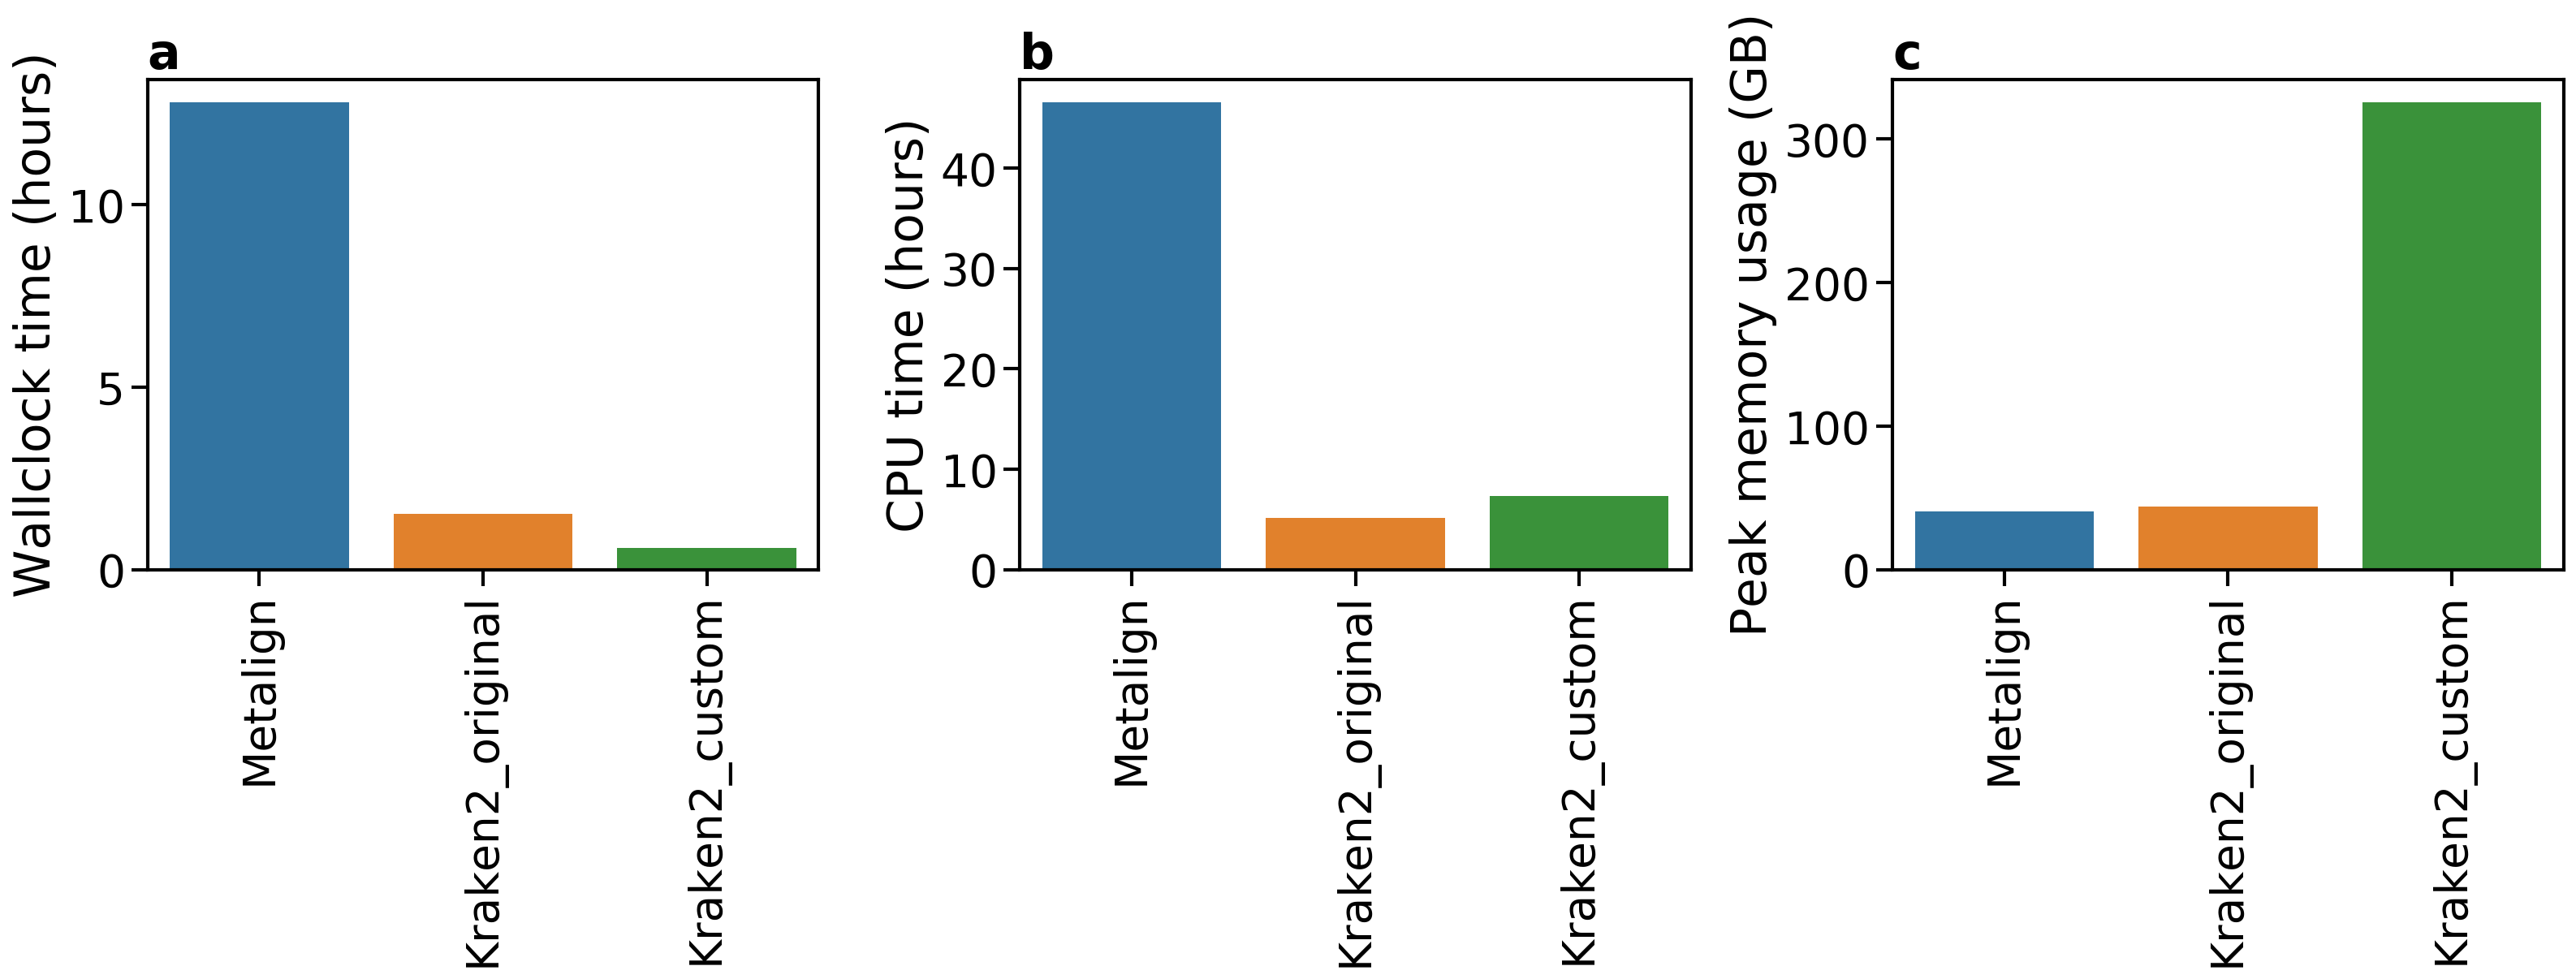 a
Wallclock time (hours)
10
5
0
Metalign
Kraken2_original
Kraken2_custom
b
CPU time (hours)
40
30
20
10
0
Metalign
Kraken2_original
Kraken2_custom
c
Peak memory usage (GB)
300
200
100
0
Metalign
Kraken2_original
Kraken2_custom